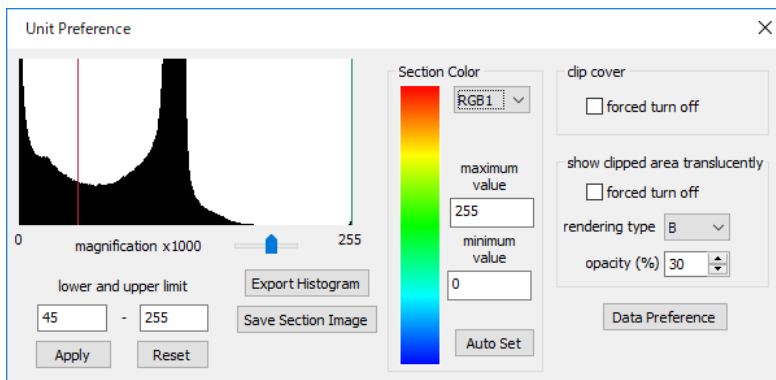 Unit Preference
0
magnification x1000
255
lower and upper limit
45 - 255
Apply
Reset
Export Histogram
Save Section Image
Section Color
RGB1
maximum
value
255
minimum
value
0
Auto Set
clip cover
forced turn off
show clipped area translucently
forced turn off
rendering type B
opacity (%) 30
Data Preference